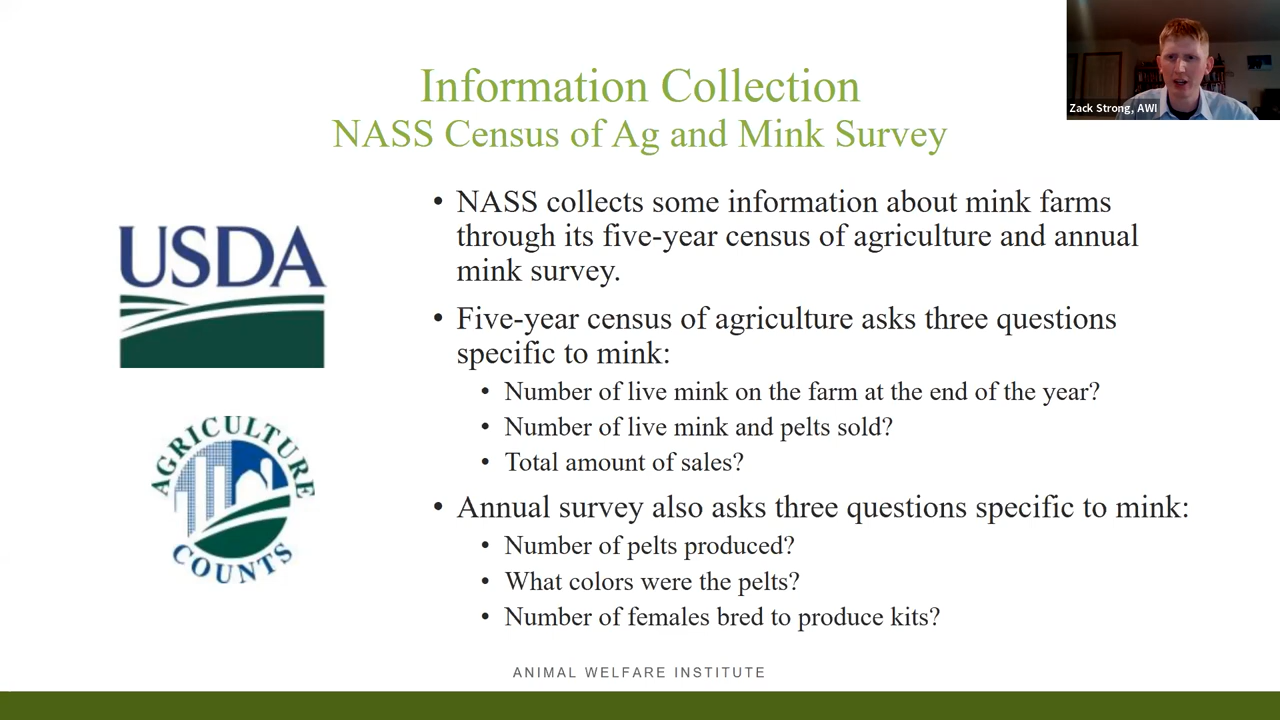 Information Collection
NASS Census of Ag and Mink Survey
Zack Strong, AWI
USDA
AGRICULTURE
COUNTS
• NASS collects some information about mink farms
through its five-year census of agriculture and annual
mink survey.
• Five-year census of agriculture asks three questions
specific to mink:
• Number of live mink on the farm at the end of the year?
• Number of live mink and pelts sold?
• Total amount of sales?
• Annual survey also asks three questions specific to mink:
• Number of pelts produced?
• What colors were the pelts?
• Number of females bred to produce kits?
ANIMAL WELFARE INSTITUTE